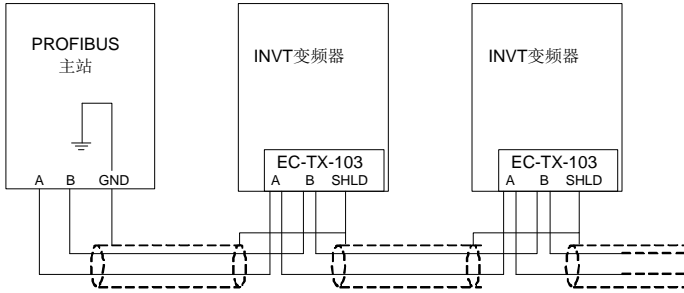 PROFIBUS
主站
A B GND
INVT变频器
EC-TX-103
A B SHLD
INVT变频器
EC-TX-103
A B SHLD